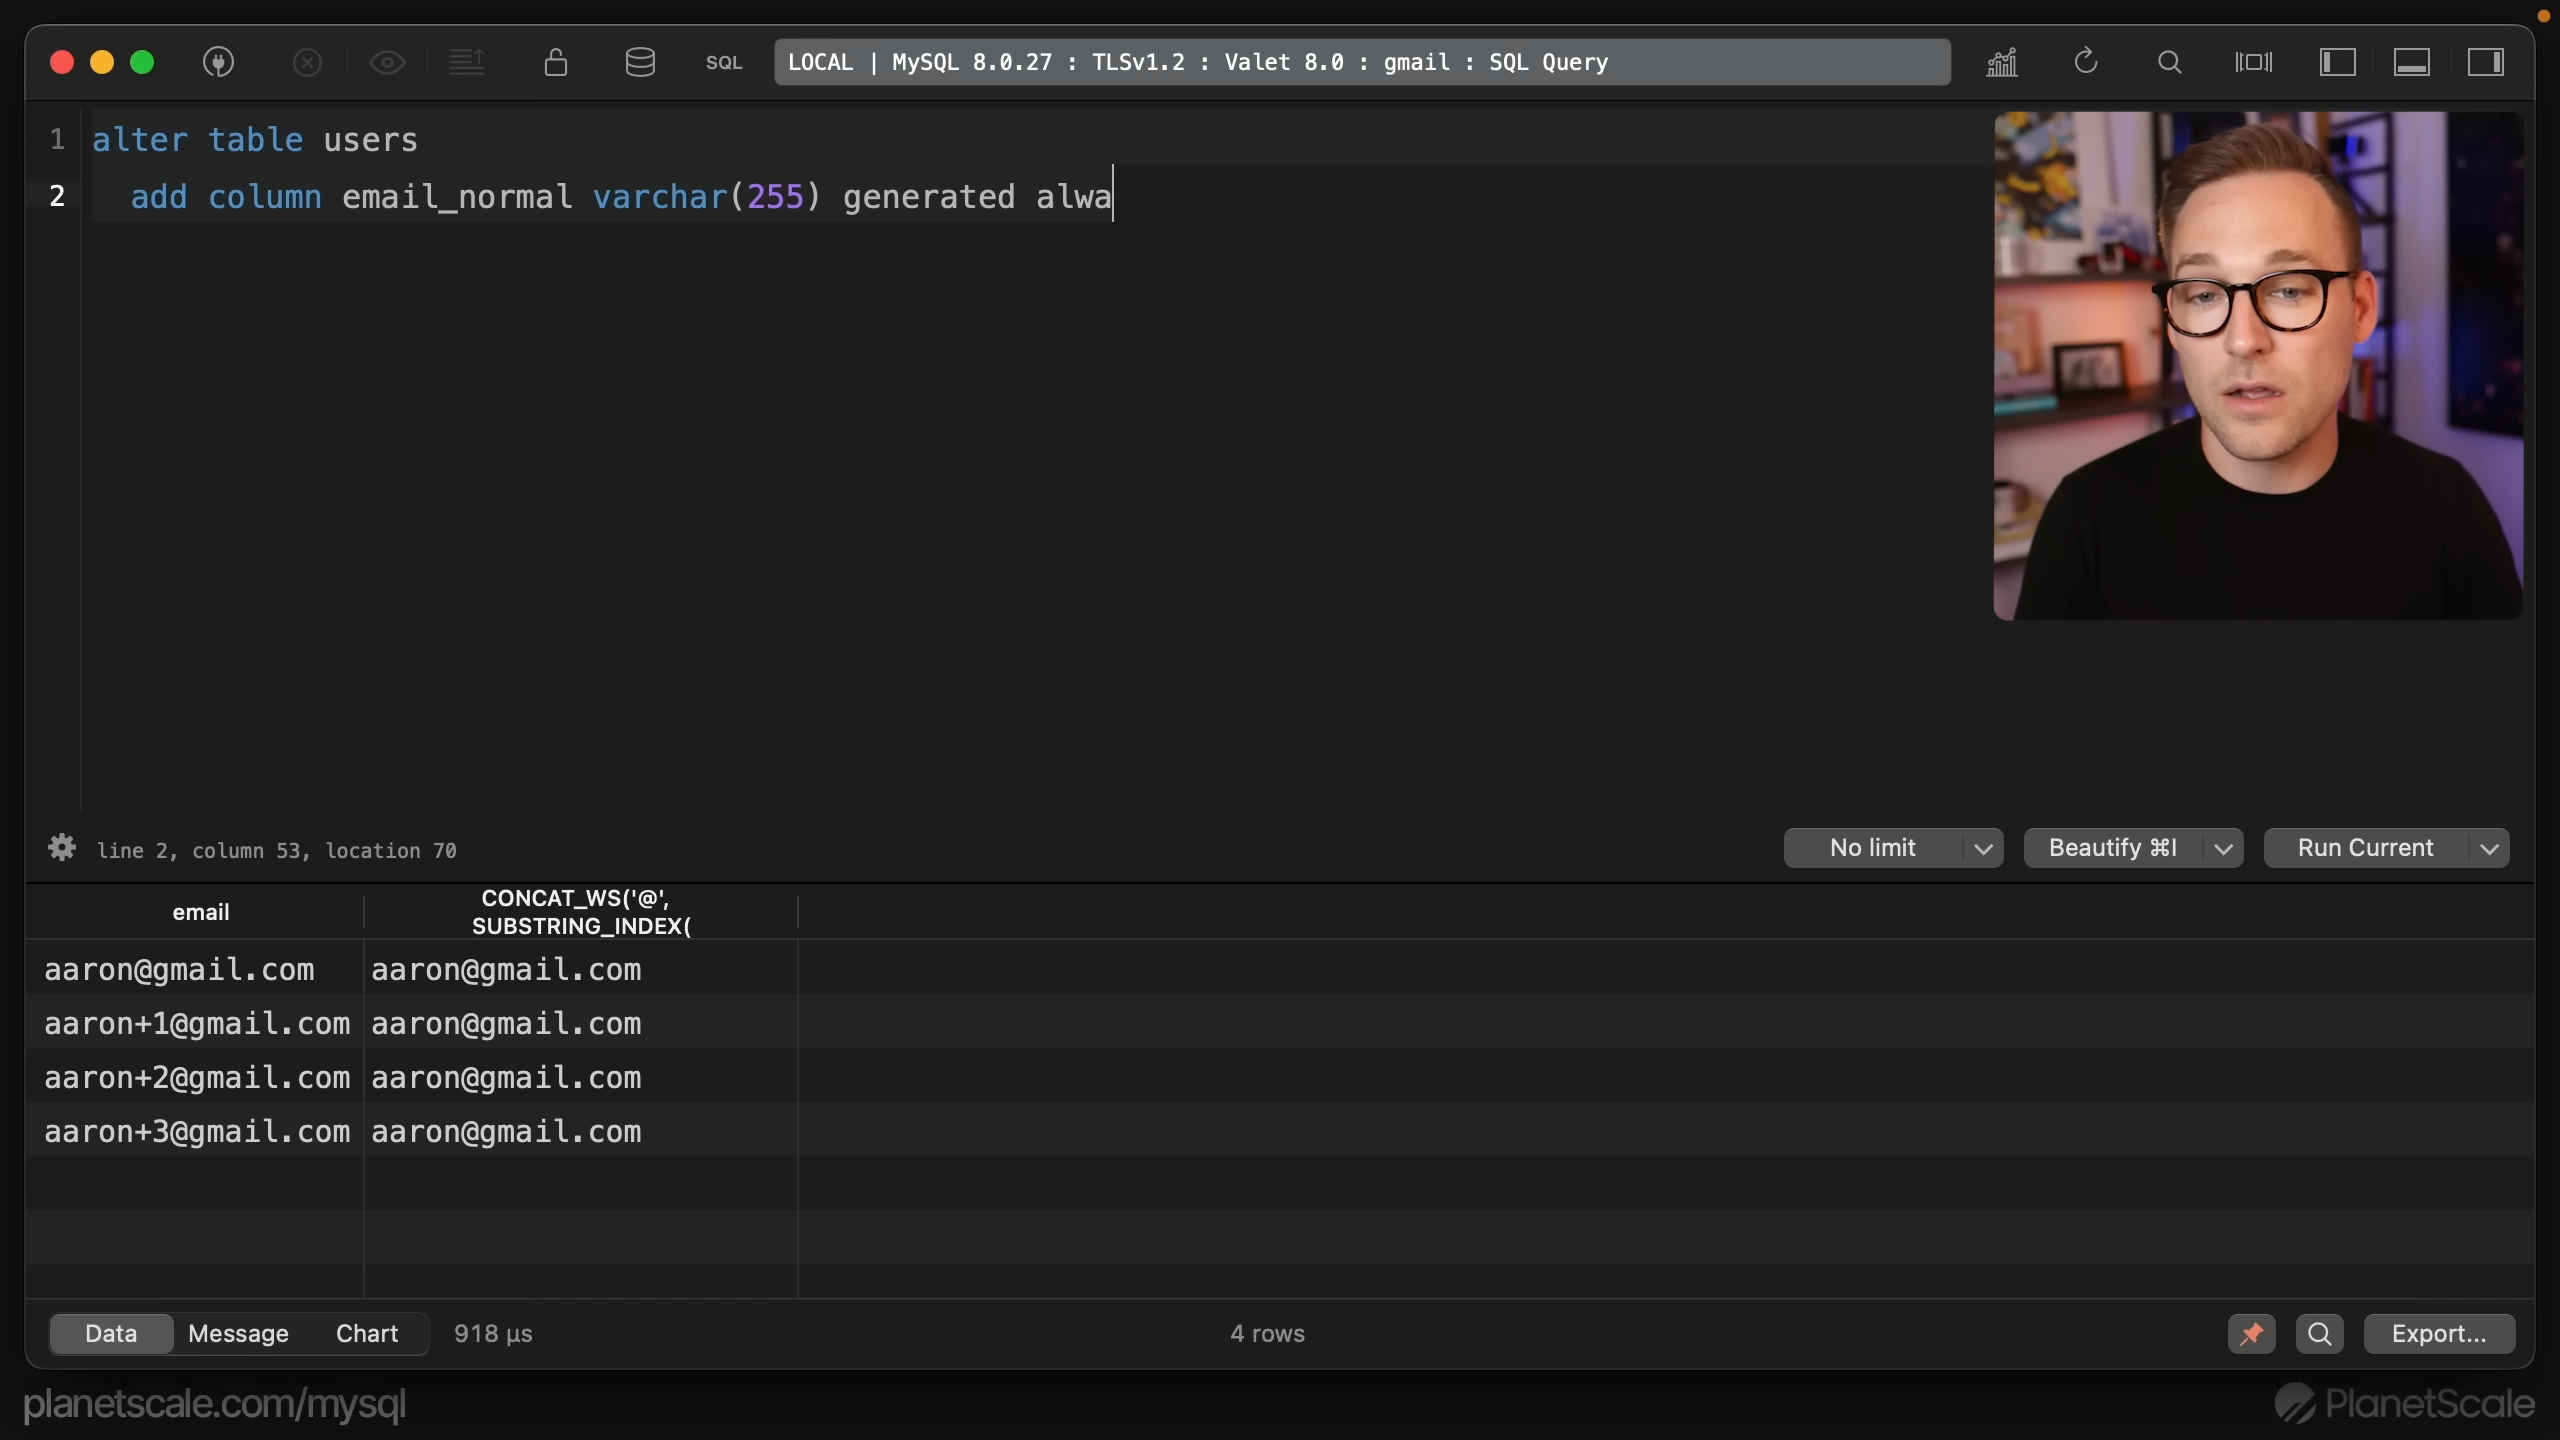 SQL
LOCAL | MySQL 8.0.27 : TLSv1.2 : Valet 8.0 : gmail : SQL Query
1 alter table users
2 add column email_normal varchar(255) generated alwa
line 2, column 53, location 70
No limit
Beautify ⌘I
Run Current
email
CONCAT_WS('@',
SUBSTRING_INDEX(
aaron@gmail.com aaron@gmail.com
aaron+1@gmail.com aaron@gmail.com
aaron+2@gmail.com aaron@gmail.com
aaron+3@gmail.com aaron@gmail.com
Data Message Chart 918 µs
4 rows
Export...
planetscale.com/mysql
PlanetScale